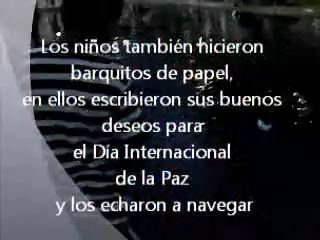 Los niños también hicieron
barquitos de papel,
en ellos escribieron sus buenos
deseos para
el Día Internacional
de la Paz
y los echaron a navegar